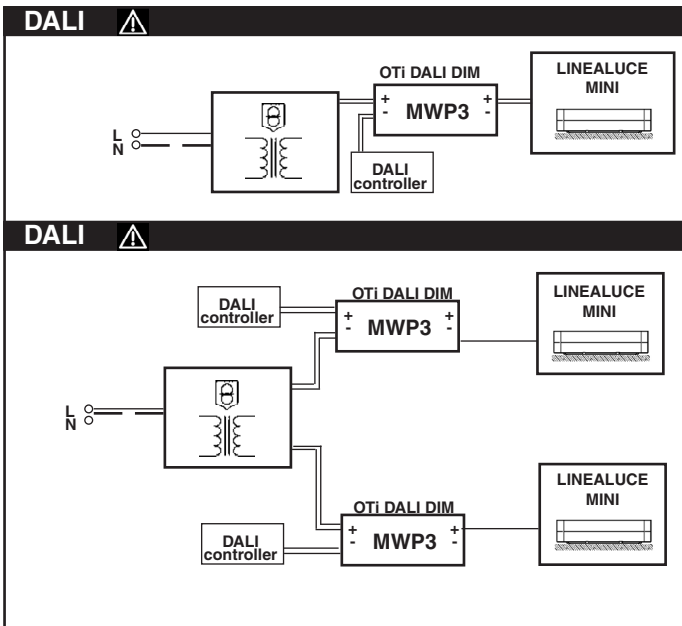 DALI
OTi DALI DIM
LINEALUCE
MINI
+ +
- MWP3 -
L
N
DALI
controller
DALI
DALI
controller
OTi DALI DIM
LINEALUCE
MINI
+ +
- MWP3 -
L
N
LINEALUCE
MINI
OTi DALI DIM
DALI
controller
+ +
- MWP3 -